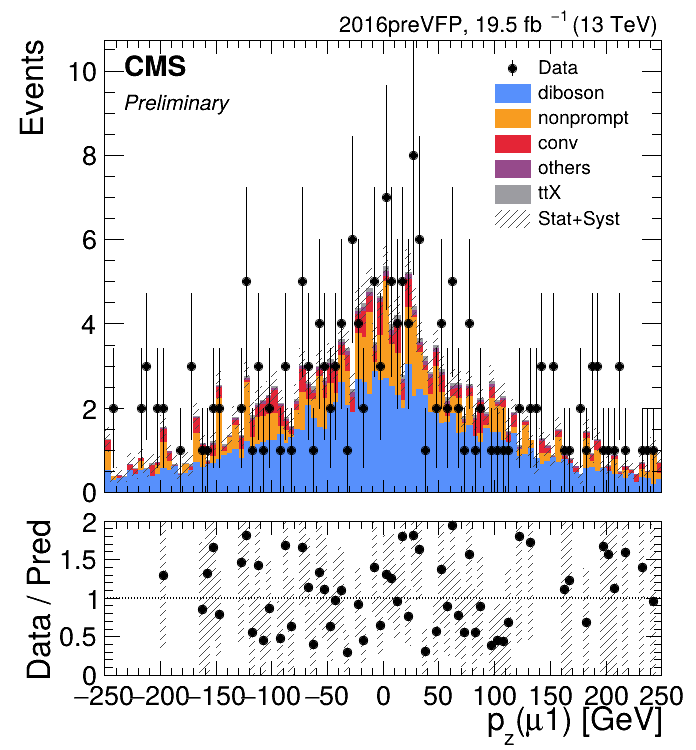 2016preVFP, 19.5 fb ⁻¹ (13 TeV)
CMS
Preliminary
Data
diboson
nonprompt
conv
others
ttX
Stat+Syst
Events
10
8
6
4
2
0
Data / Pred
2
1.5
1
0.5
0
−250 −200 −150 −100 −50 0 50 100 150 200 250
p_z(μ1) [GeV]